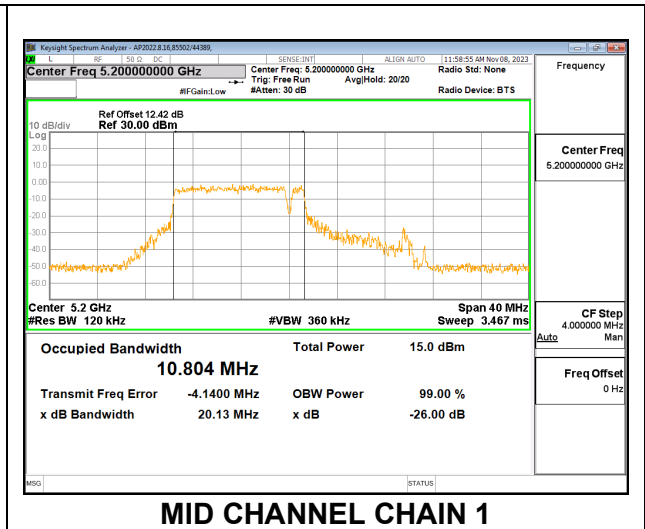 Keysight Spectrum Analyzer - AP2022.8.16,85502/44389,
L RF 50 Ω DC SENSE:INT ALIGN AUTO 11:58:55 AM Nov 08, 2023
Center Freq 5.200000000 GHz Center Freq: 5.200000000 GHz Radio Std: None Frequency
Trig: Free Run Avg|Hold: 20/20
#IFGain:Low #Atten: 30 dB Radio Device: BTS
Ref Offset 12.42 dB
10 dB/div Ref 30.00 dBm
Log
20.0
10.0
0.00
-10.0
-20.0
-30.0
-40.0
-50.0
-60.0
Center Freq
5.200000000 GHz
Center 5.2 GHz Span 40 MHz
#Res BW 120 kHz #VBW 360 kHz Sweep 3.467 ms
CF Step
4.000000 MHz
Auto Man
Occupied Bandwidth Total Power 15.0 dBm
10.804 MHz
Freq Offset
0 Hz
Transmit Freq Error -4.1400 MHz OBW Power 99.00 %
x dB Bandwidth 20.13 MHz x dB -26.00 dB
MSG STATUS
MID CHANNEL CHAIN 1